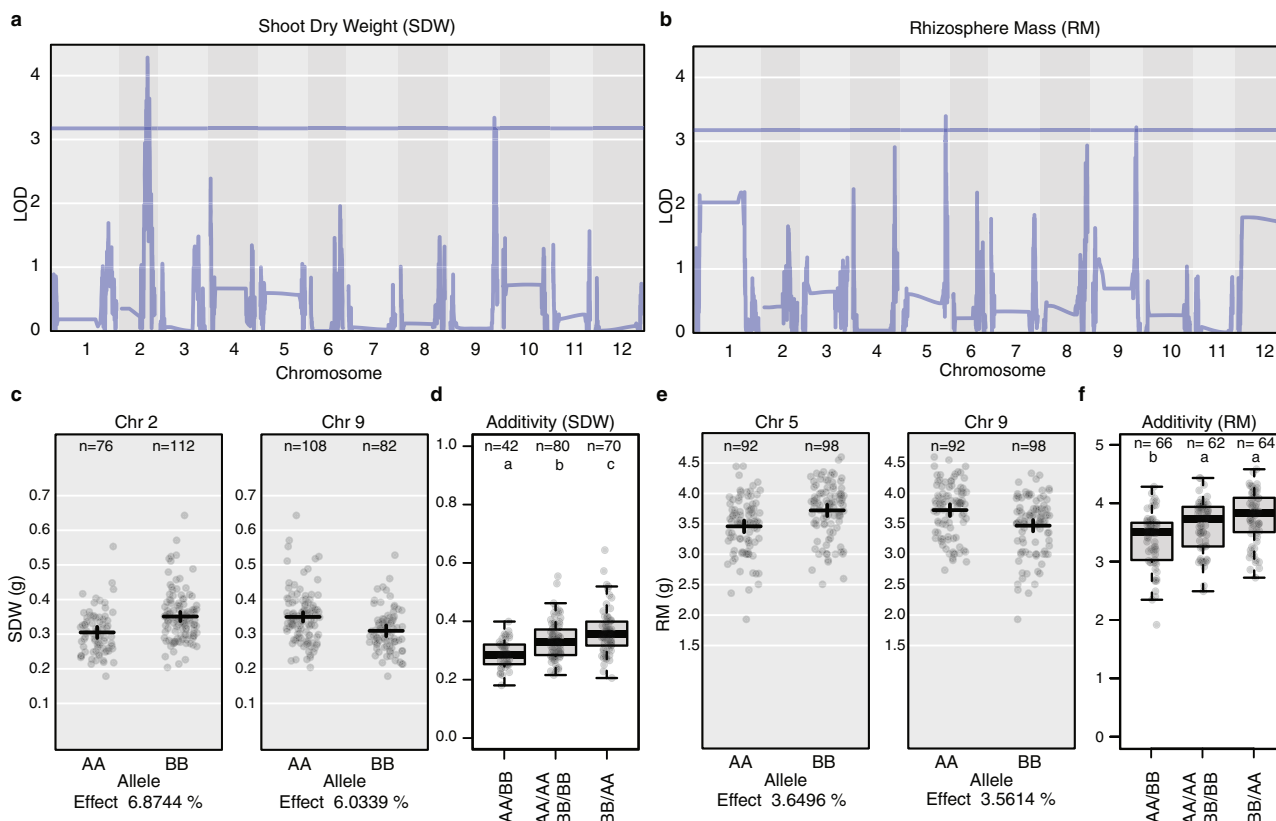 a
Shoot Dry Weight (SDW)
4
3
2
1
0
LOD
1 2 3 4 5 6 7 8 9 10 11 12
Chromosome
b
Rhizosphere Mass (RM)
4
3
2
1
0
LOD
1 2 3 4 5 6 7 8 9 10 11 12
Chromosome
c
Chr 2
n=76 n=112
0.7
0.6
0.5
0.4
0.3
0.2
0.1
SDW (g)
AA BB
Allele
Effect 6.8744 %
Chr 9
n=108 n=82
0.7
0.6
0.5
0.4
0.3
0.2
0.1
AA BB
Allele
Effect 6.0339 %
d
Additivity (SDW)
n=42 n=80 n=70
a b c
1.0
0.8
0.6
0.4
0.2
0.0
AA/BB
AA/AA
BB/BB
BB/AA
e
Chr 5
n=92 n=98
4.5
4.0
3.5
3.0
2.5
2.0
1.5
RM (g)
AA BB
Allele
Effect 3.6496 %
Chr 9
n=92 n=98
4.5
4.0
3.5
3.0
2.5
2.0
1.5
AA BB
Allele
Effect 3.5614 %
f
Additivity (RM)
n= 66 n= 62 n= 64
b a a
5
4
3
2
1
0
AA/BB
AA/AA
BB/BB
BB/AA